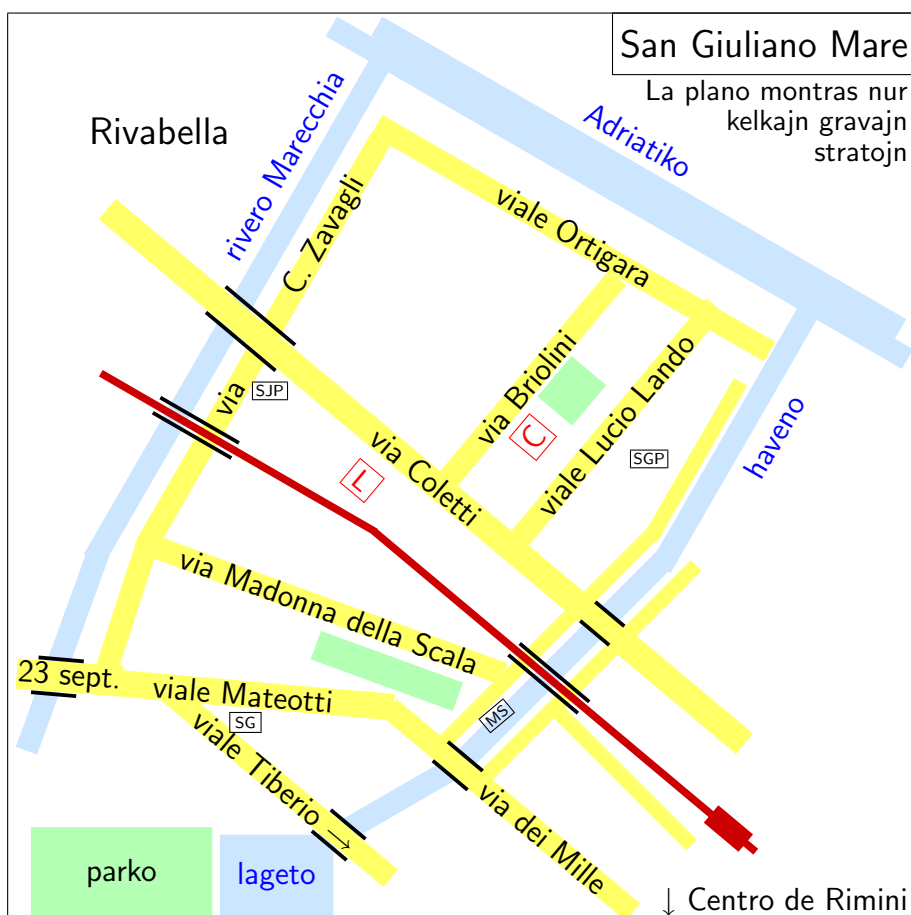 San Giuliano Mare
La plano montras nur
kelkajn gravajn
stratojn
Rivabella
rivero Marecchia
Adriatiko
viale Ortigara
via C. Zavagli
SJP
via Briolini
C
viale Lucio Lando
SGP
haveno
via Coletti
L
via Madonna della Scala
23 sept.
viale Mateotti
SG
MS
viale Tiberio →
via dei Mille
parko
lageto
↓ Centro de Rimini